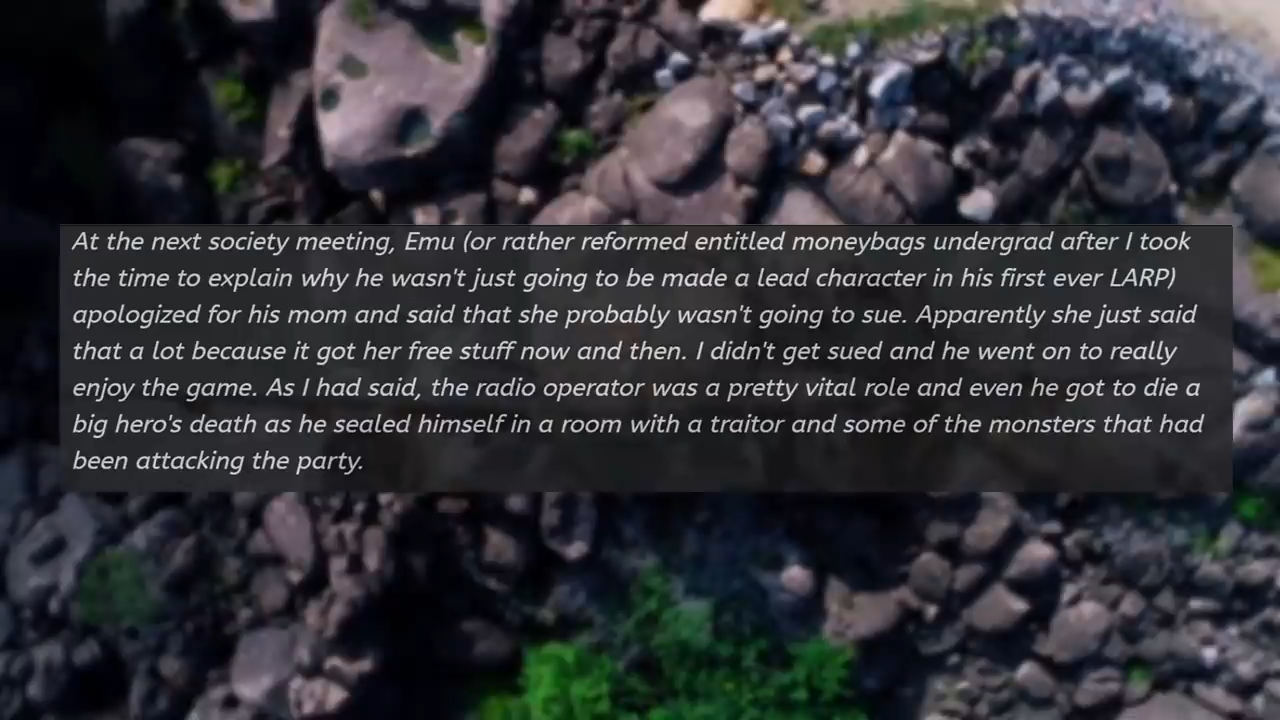 At the next society meeting, Emu (or rather reformed entitled moneybags undergrad after I took
the time to explain why he wasn't just going to be made a lead character in his first ever LARP)
apologized for his mom and said that she probably wasn't going to sue. Apparently she just said
that a lot because it got her free stuff now and then. I didn't get sued and he went on to really
enjoy the game. As I had said, the radio operator was a pretty vital role and even he got to die a
big hero's death as he sealed himself in a room with a traitor and some of the monsters that had
been attacking the party.